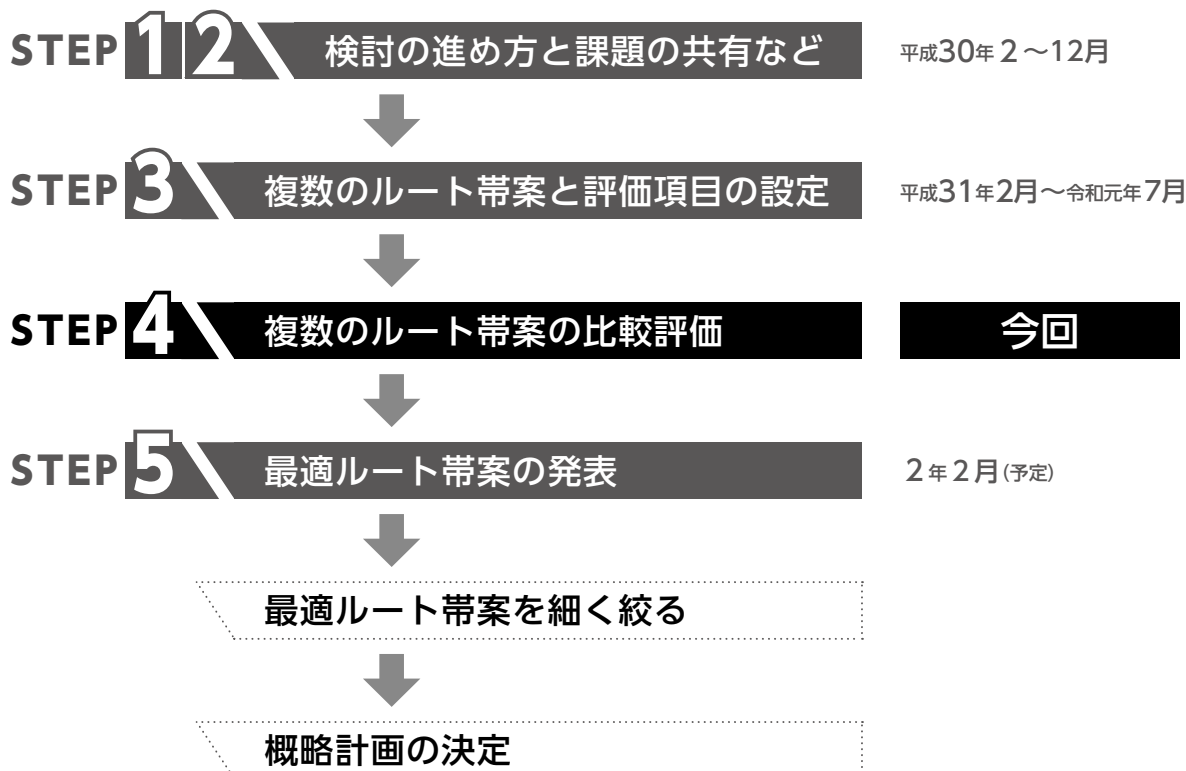 STEP 1 2 検討の進め方と課題の共有など 平成30年2～12月
STEP 3 複数のルート帯案と評価項目の設定 平成31年2月～令和元年7月
STEP 4 複数のルート帯案の比較評価 今回
STEP 5 最適ルート帯案の発表 2年2月(予定)
最適ルート帯案を細く絞る
概略計画の決定